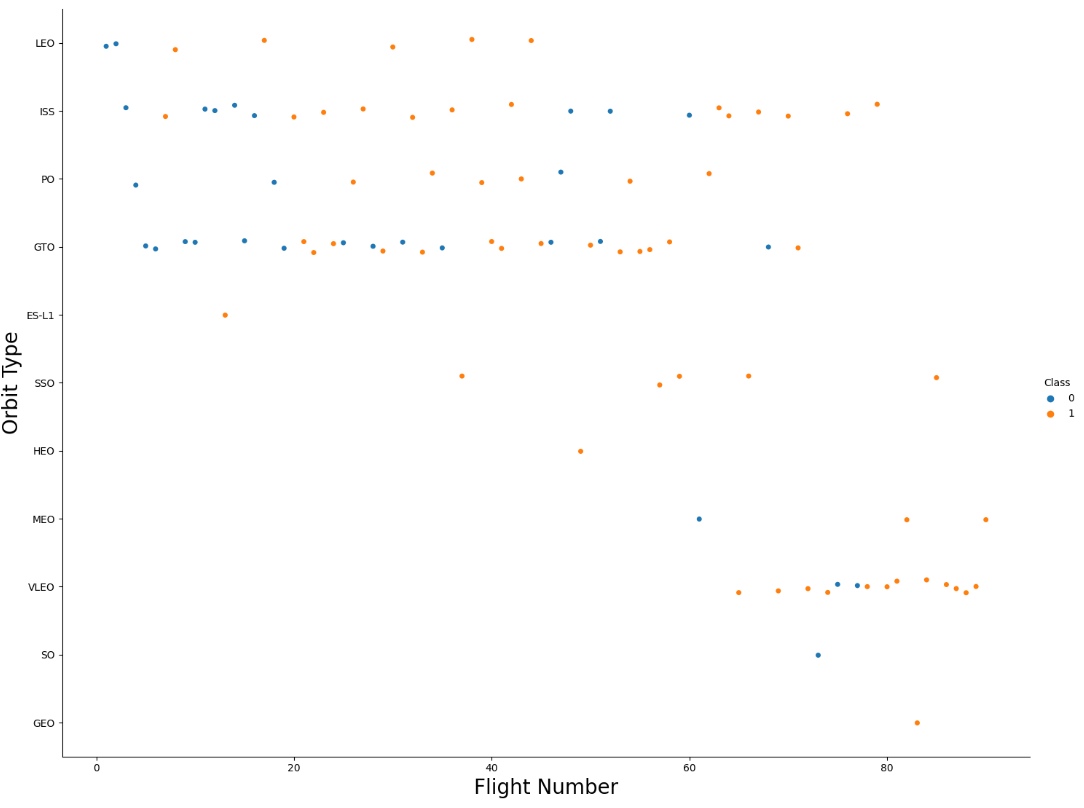 LEO
ISS
PO
GTO
ES-L1
SSO
HEO
MEO
VLEO
SO
GEO
Orbit Type
0 20 40 60 80
Flight Number
Class
0
1